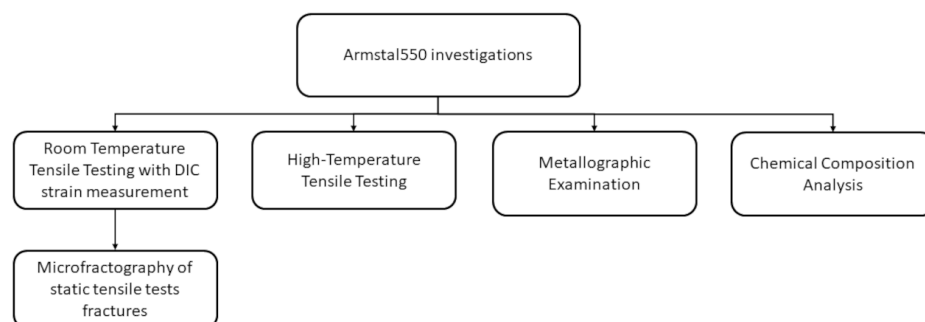 Armstal550 investigations
Room Temperature
Tensile Testing with DIC
strain measurement
High-Temperature
Tensile Testing
Metallographic
Examination
Chemical Composition
Analysis
Microfractography of
static tensile tests
fractures